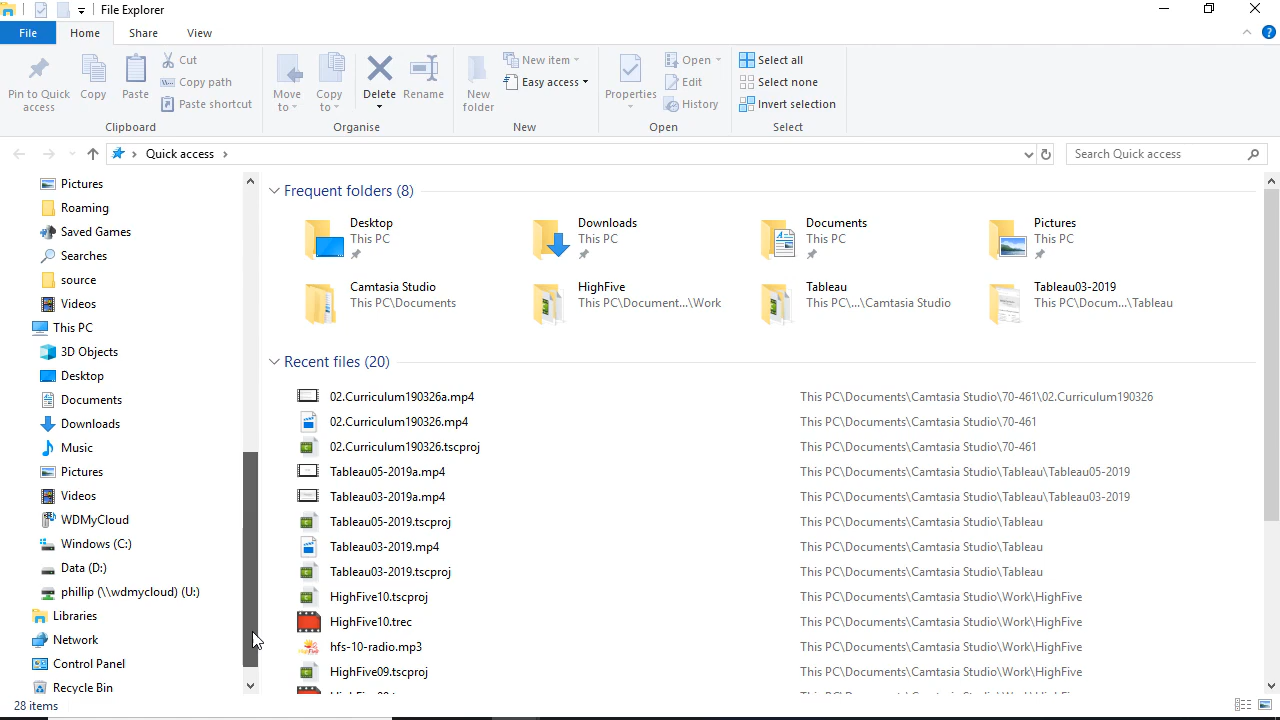 File Explorer
File Home Share View
Pin to Quick access
Copy
Paste
Cut
Copy path
Paste shortcut
Clipboard
Move to
Copy to
Delete
Rename
Organise
New folder
New item
Easy access
New
Properties
Open
Edit
History
Open
Select all
Select none
Invert selection
Select
Quick access
Search Quick access
Pictures
Roaming
Saved Games
Searches
source
Videos
This PC
3D Objects
Desktop
Documents
Downloads
Music
Pictures
Videos
WDMyCloud
Windows (C:)
Data (D:)
phillip (\\wdmycloud) (U:)
Libraries
Network
Control Panel
Recycle Bin
Frequent folders (8)
Desktop
This PC
Downloads
This PC
Documents
This PC
Pictures
This PC
Camtasia Studio
This PC\Documents
HighFive
This PC\Document...\Work
Tableau
This PC\...\Camtasia Studio
Tableau03-2019
This PC\Docum...\Tableau
Recent files (20)
02.Curriculum190326a.mp4 This PC\Documents\Camtasia Studio\70-461\02.Curriculum190326
02.Curriculum190326.mp4 This PC\Documents\Camtasia Studio\70-461
02.Curriculum190326.tscproj This PC\Documents\Camtasia Studio\70-461
Tableau05-2019a.mp4 This PC\Documents\Camtasia Studio\Tableau\Tableau05-2019
Tableau03-2019a.mp4 This PC\Documents\Camtasia Studio\Tableau\Tableau03-2019
Tableau05-2019.tscproj This PC\Documents\Camtasia Studio\Tableau
Tableau03-2019.mp4 This PC\Documents\Camtasia Studio\Tableau
Tableau03-2019.tscproj This PC\Documents\Camtasia Studio\Tableau
HighFive10.tscproj This PC\Documents\Camtasia Studio\Work\HighFive
HighFive10.trec This PC\Documents\Camtasia Studio\Work\HighFive
hfs-10-radio.mp3 This PC\Documents\Camtasia Studio\Work\HighFive
HighFive09.tscproj This PC\Documents\Camtasia Studio\Work\HighFive
28 items